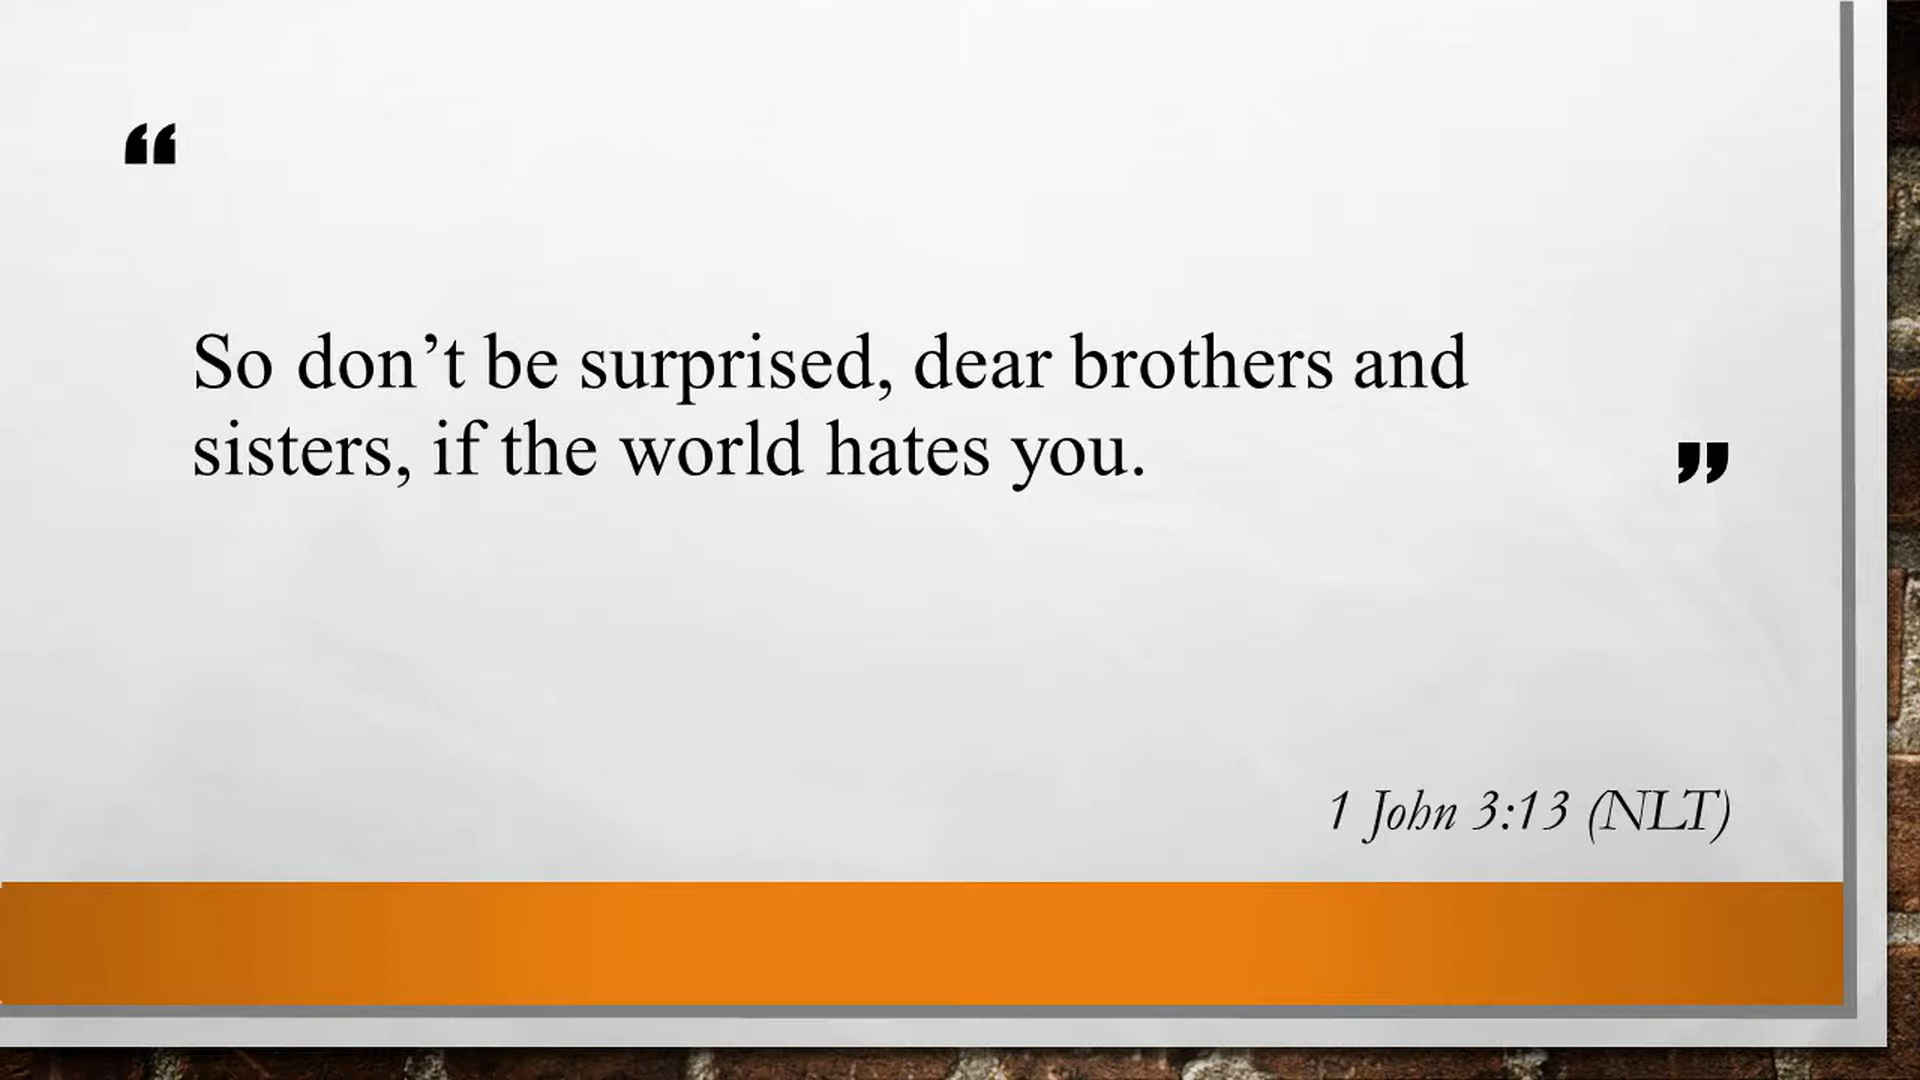 “
So don’t be surprised, dear brothers and
sisters, if the world hates you.
”
1 John 3:13 (NLT)